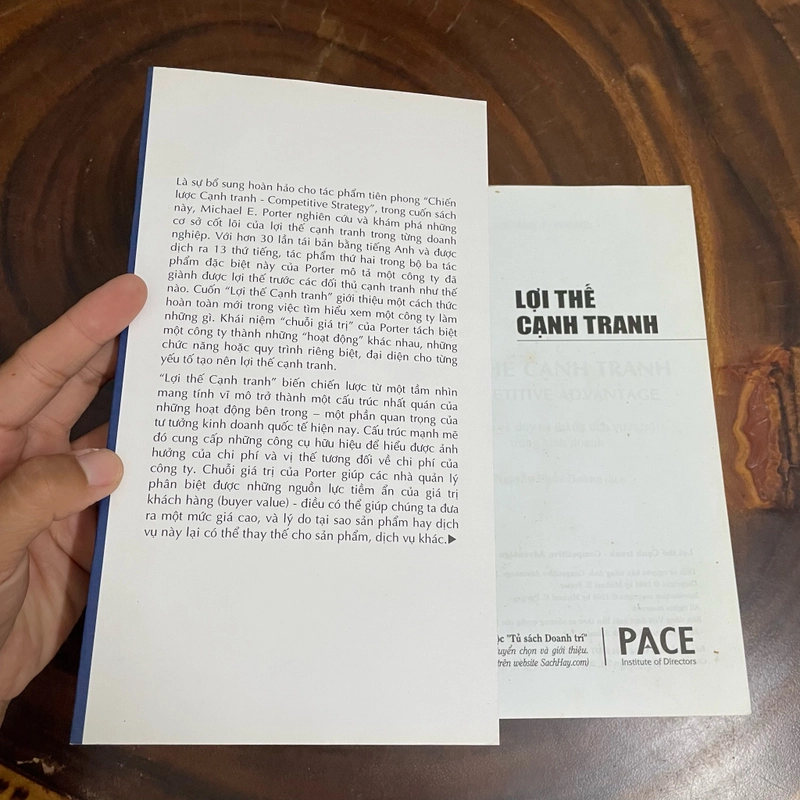 Là sự bổ sung hoàn hảo cho tác phẩm tiên phong "Chiến
lược Cạnh tranh - Competitive Strategy", trong cuốn sách
này, Michael E. Porter nghiên cứu và khám phá những
cơ sở cốt lõi của lợi thế cạnh tranh trong từng doanh
nghiệp. Với hơn 30 lần tái bản bằng tiếng Anh và được
dịch ra 13 thứ tiếng, tác phẩm thứ hai trong bộ ba tác
phẩm đặc biệt này của Porter mô tả một công ty đã
giành được lợi thế trước các đối thủ cạnh tranh như thế
nào. Cuốn "Lợi thế Cạnh tranh" giới thiệu một cách thức
hoàn toàn mới trong việc tìm hiểu xem một công ty làm
những gì. Khái niệm "chuỗi giá trị" của Porter tách biệt
một công ty thành những "hoạt động" khác nhau, những
chức năng hoặc quy trình riêng biệt, đại diện cho từng
yếu tố tạo nên lợi thế cạnh tranh.
"Lợi thế Cạnh tranh" biến chiến lược từ một tầm nhìn
mang tính vĩ mô trở thành một cấu trúc nhất quán của
những hoạt động bên trong – một phần quan trọng của
tư tưởng kinh doanh quốc tế hiện nay. Cấu trúc mạnh mẽ
đó cung cấp những công cụ hữu hiệu để hiểu được ảnh
hưởng của chi phí và vị thế tương đối về chi phí của
công ty. Chuỗi giá trị của Porter giúp các nhà quản lý
phân biệt được những nguồn lực tiềm ẩn của giá trị
khách hàng (buyer value) - điều có thể giúp chúng ta đưa
ra một mức giá cao, và lý do tại sao sản phẩm hay dịch
vụ này lại có thể thay thế cho sản phẩm, dịch vụ khác.►
LỢI THẾ
CẠNH TRANH
"Tủ sách Doanh trí"
tuyển chọn và giới thiệu.
trên website SachHay.com)
PACE
Institute of Directors